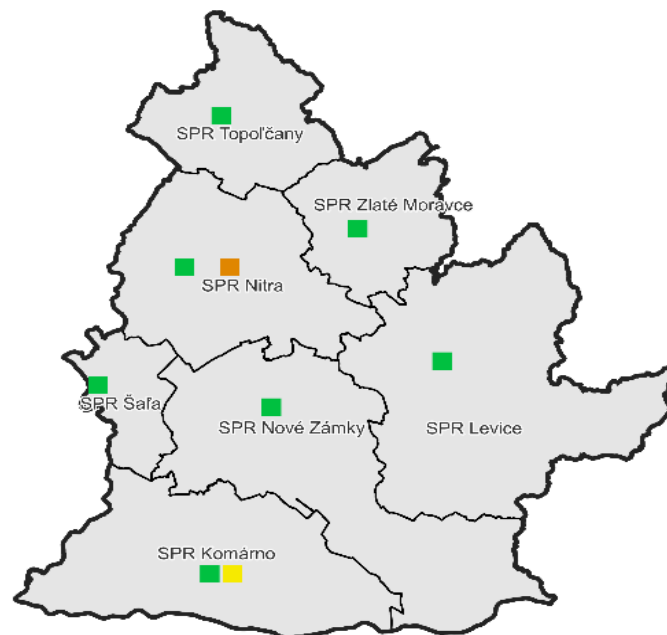 SPR Topoľčany
SPR Zlaté Moravce
SPR Nitra
SPR Šaľa
SPR Nové Zámky
SPR Levice
SPR Komárno